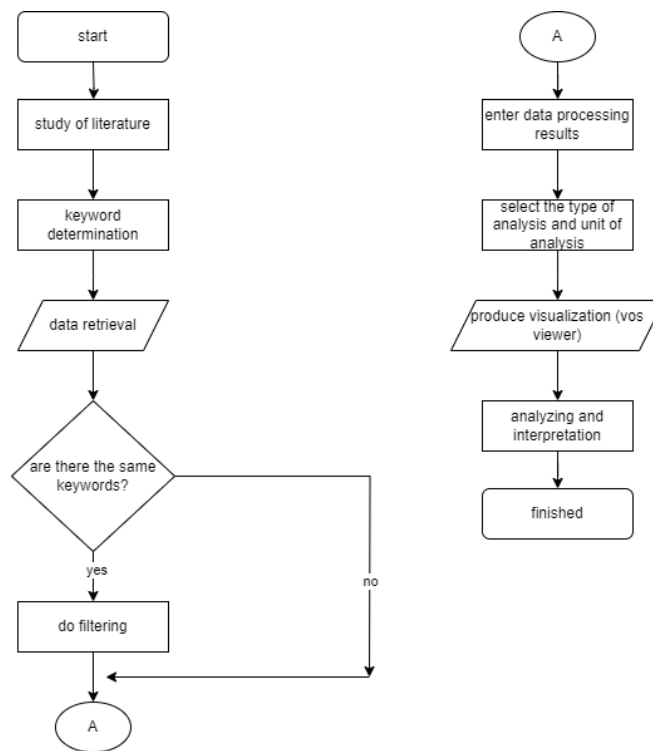 start
study of literature
keyword
determination
data retrieval
are there the same
keywords?
yes
no
do filtering
A
A
enter data processing
results
select the type of
analysis and unit of
analysis
produce visualization (vos
viewer)
analyzing and
interpretation
finished